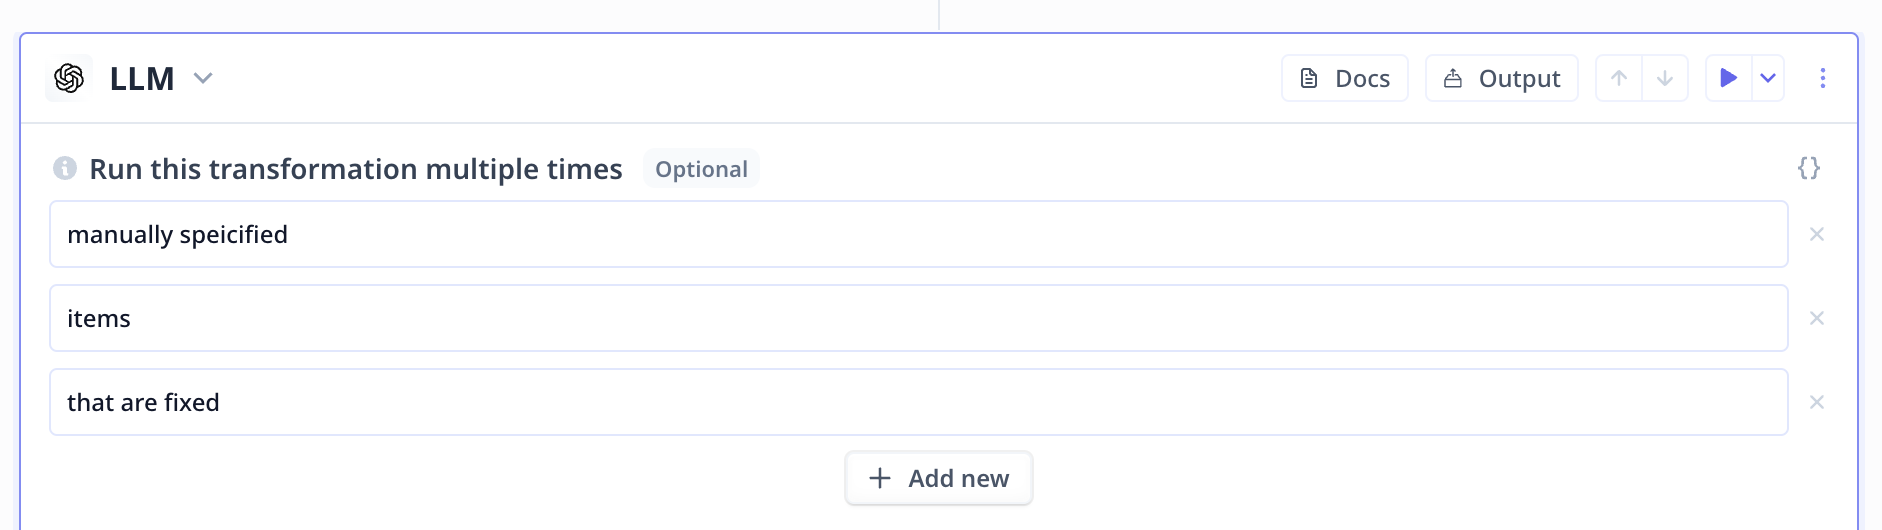 LLM
Docs
Output
Run this transformation multiple times
Optional
{}
manually speicified
items
that are fixed
+ Add new